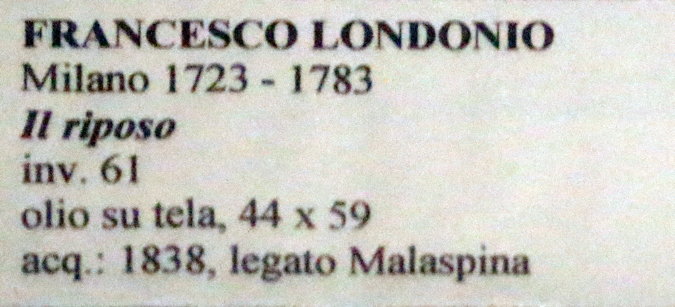 FRANCESCO LONDONIO
Milano 1723 - 1783
Il riposo
inv. 61
olio su tela, 44 x 59
acq.: 1838, legato Malaspina